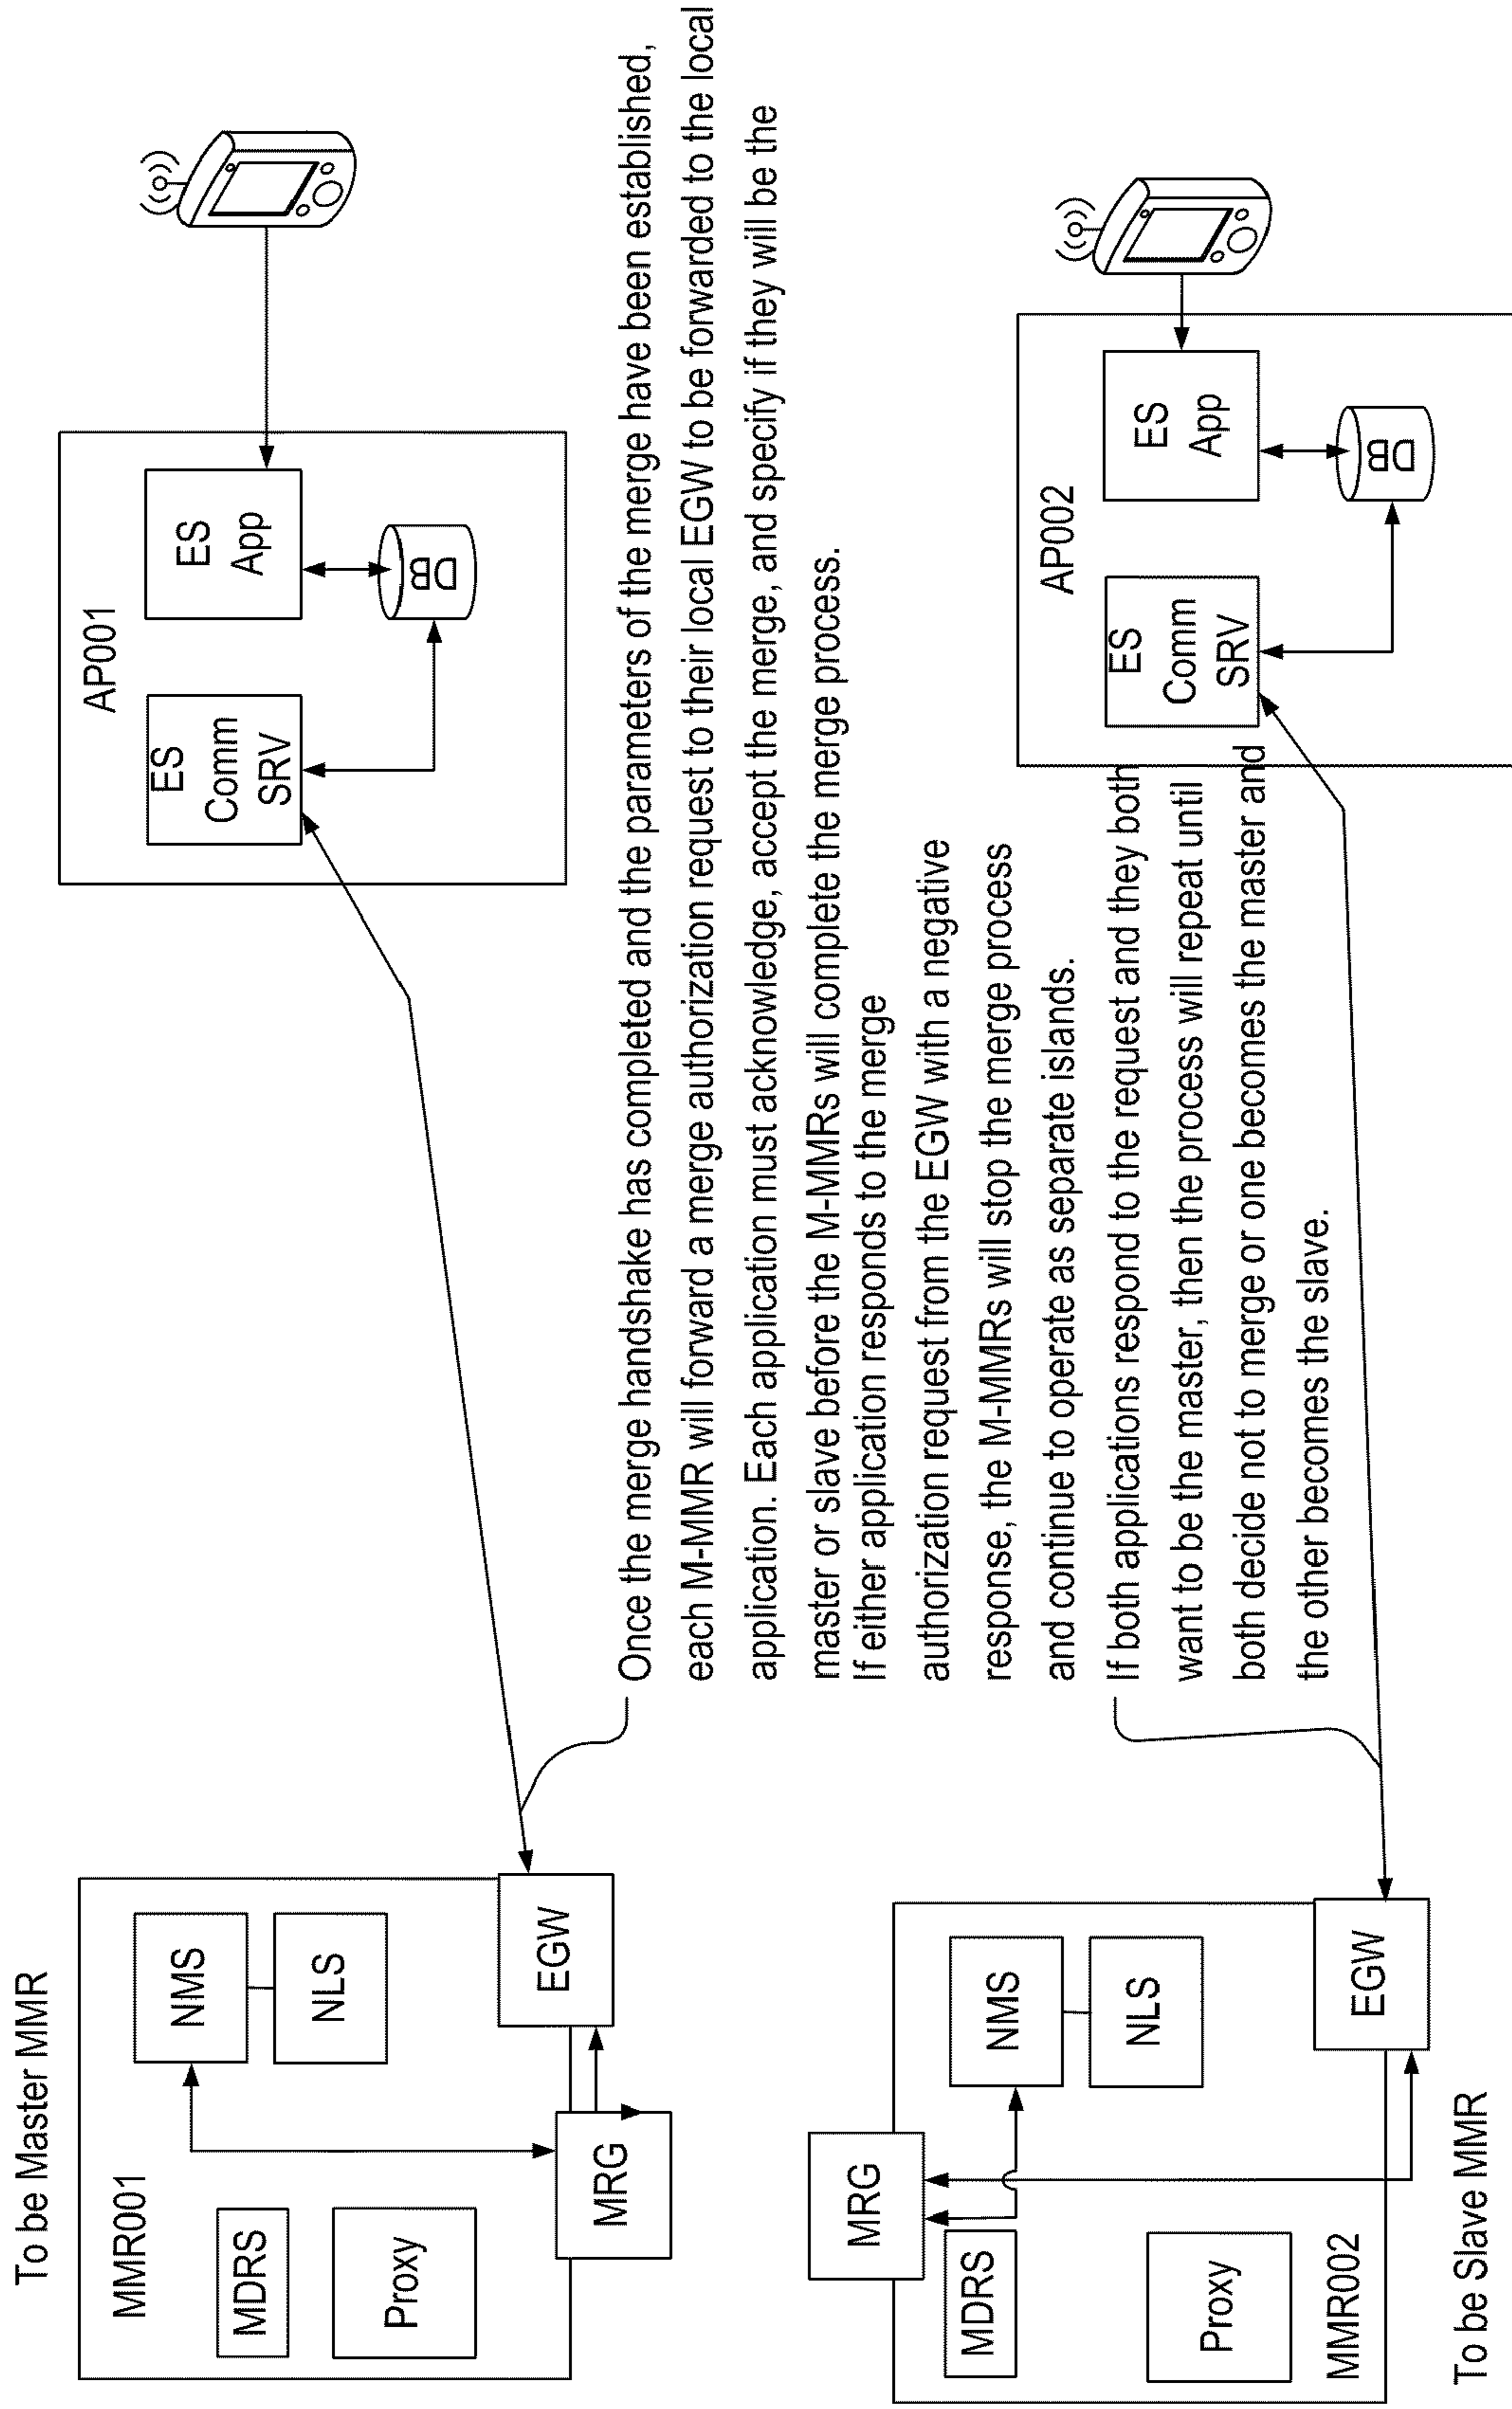 To be Master MMR
MMR001
MDRS
Proxy
NMS
NLS
MRG
EGW
AP001
ES
Comm
SRV
ES
App
DB
Once the merge handshake has completed and the parameters of the merge have been established,
each M-MMR will forward a merge authorization request to their local EGW to be forwarded to the local
application. Each application must acknowledge, accept the merge, and specify if they will be the
master or slave before the M-MMRs will complete the merge process.
If either application responds to the merge
authorization request from the EGW with a negative
response, the M-MMRs will stop the merge process
and continue to operate as separate islands.
If both applications respond to the request and they both
want to be the master, then the process will repeat until
both decide not to merge or one becomes the master and
the other becomes the slave.
MRG
MDRS
NMS
NLS
Proxy
MMR002
EGW
AP002
ES
Comm
SRV
ES
App
DB
To be Slave MMR